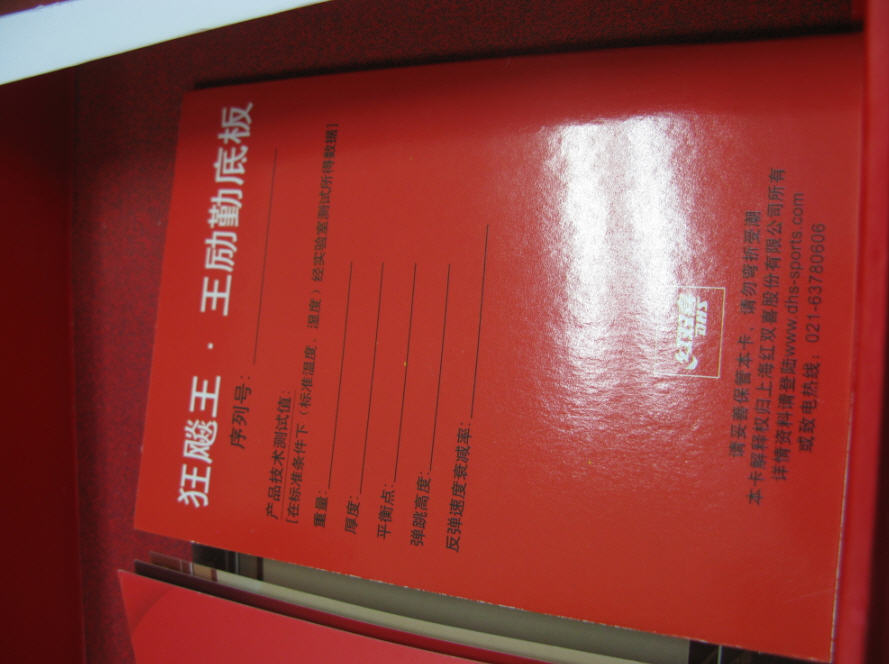 狂飚王·王励勤底板
序列号:
产品技术测试值:
[在标准条件下(标准温度、湿度)经实验室测试所得数据]
重量:
厚度:
平衡点:
弹跳高度:
反弹速度衰减率:
红双喜
DHS
请妥善保管本卡,请勿弯折受潮
本卡解释权归上海红双喜股份有限公司所有
详情资料请登陆www.dhs-sports.com
或致电热线:021-63780606